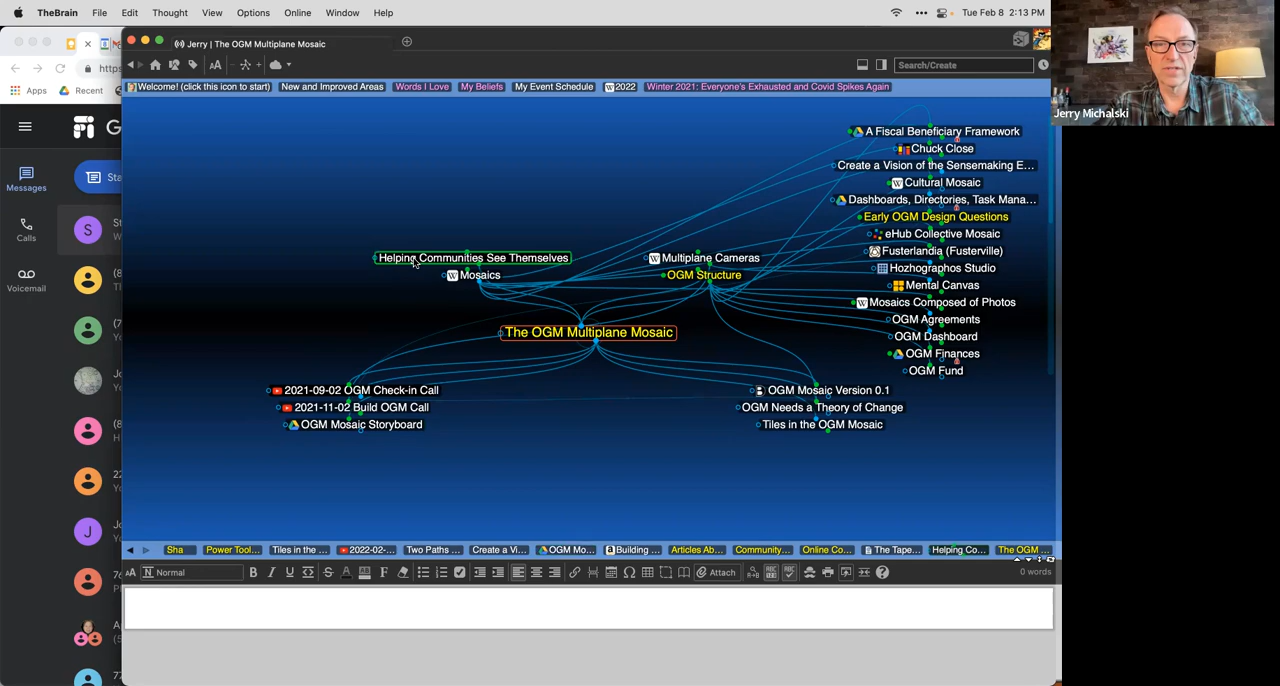 TheBrain File Edit Thought View Options Online Window Help Tue Feb 8 2:13 PM
Jerry | The OGM Multiplane Mosaic
Search/Create
Welcome! (click this icon to start) New and Improved Areas Words I Love My Beliefs My Event Schedule 2022 Winter 2021: Everyone's Exhausted and Covid Spikes Again
https
Apps Recent
G
Messages
Sta
Calls
Voicemail
S
J
Jerry Michalski
A Fiscal Beneficiary Framework
Chuck Close
Create a Vision of the Sensemaking E...
Cultural Mosaic
Dashboards, Directories, Task Mana...
Early OGM Design Questions
eHub Collective Mosaic
Fusterlandia (Fusterville)
Hozhographos Studio
Mental Canvas
Mosaics Composed of Photos
OGM Agreements
OGM Dashboard
OGM Finances
OGM Fund
Helping Communities See Themselves
Mosaics
Multiplane Cameras
OGM Structure
The OGM Multiplane Mosaic
2021-09-02 OGM Check-in Call
2021-11-02 Build OGM Call
OGM Mosaic Storyboard
OGM Mosaic Version 0.1
OGM Needs a Theory of Change
Tiles in the OGM Mosaic
Sha Power Tool... Tiles in the ... 2022-02-... Two Paths ... Create a Vi... OGM Mo... Building ... Articles Ab... Community... Online Co... The Tape... Helping Co... The OGM ...
Normal B I U S A F Attach 0 words